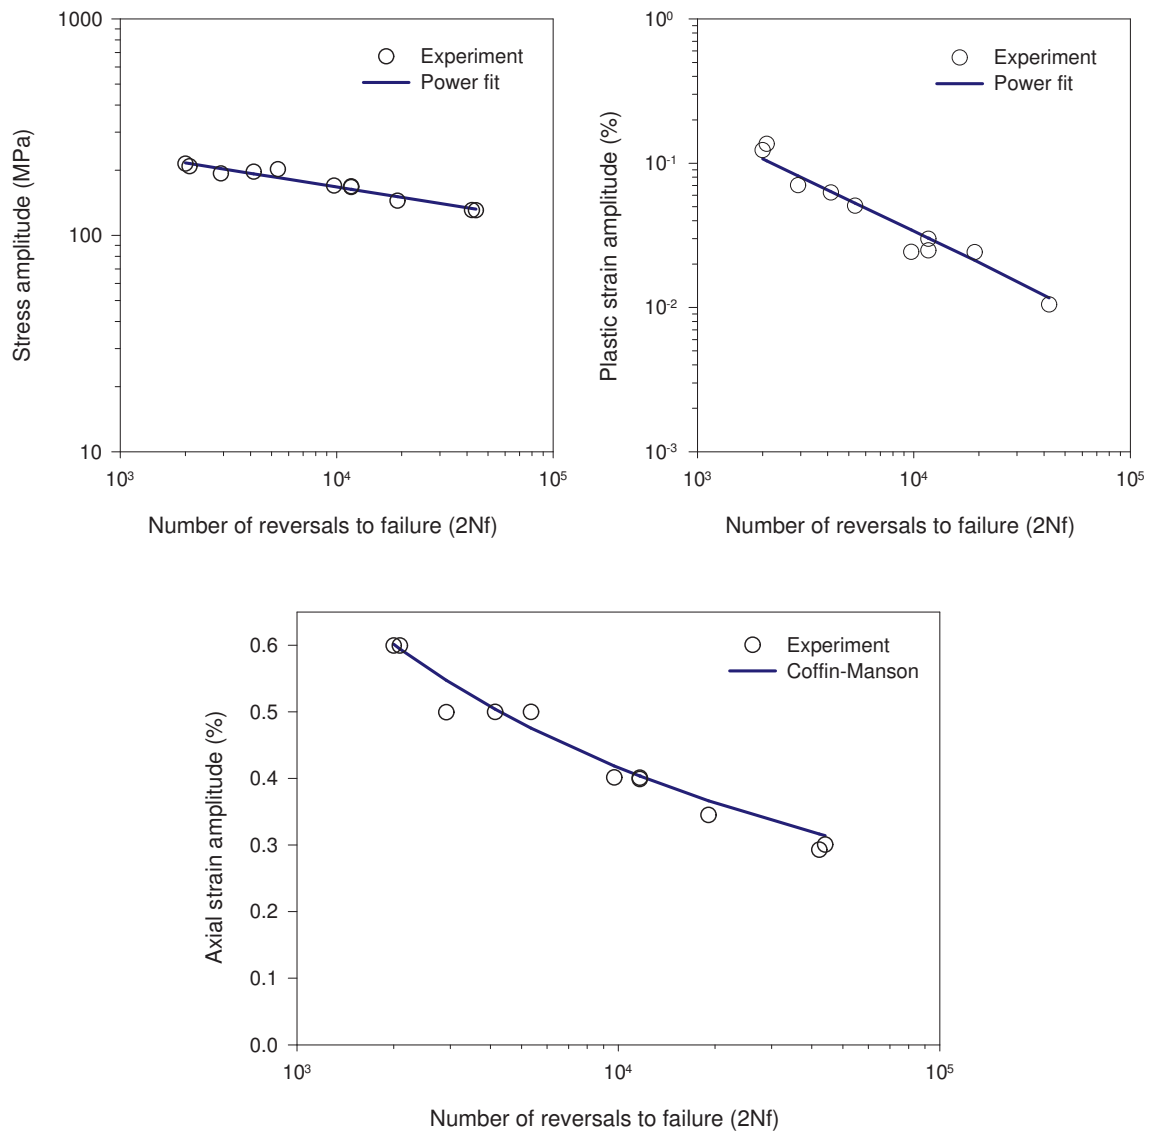 1000
100
10
10³
10⁴
10⁵
Stress amplitude (MPa)
Number of reversals to failure (2Nf)
Experiment
Power fit
10⁰
10⁻¹
10⁻²
10⁻³
10³
10⁴
10⁵
Plastic strain amplitude (%)
Number of reversals to failure (2Nf)
Experiment
Power fit
0.6
0.5
0.4
0.3
0.2
0.1
0.0
10³
10⁴
10⁵
Axial strain amplitude (%)
Number of reversals to failure (2Nf)
Experiment
Coffin-Manson